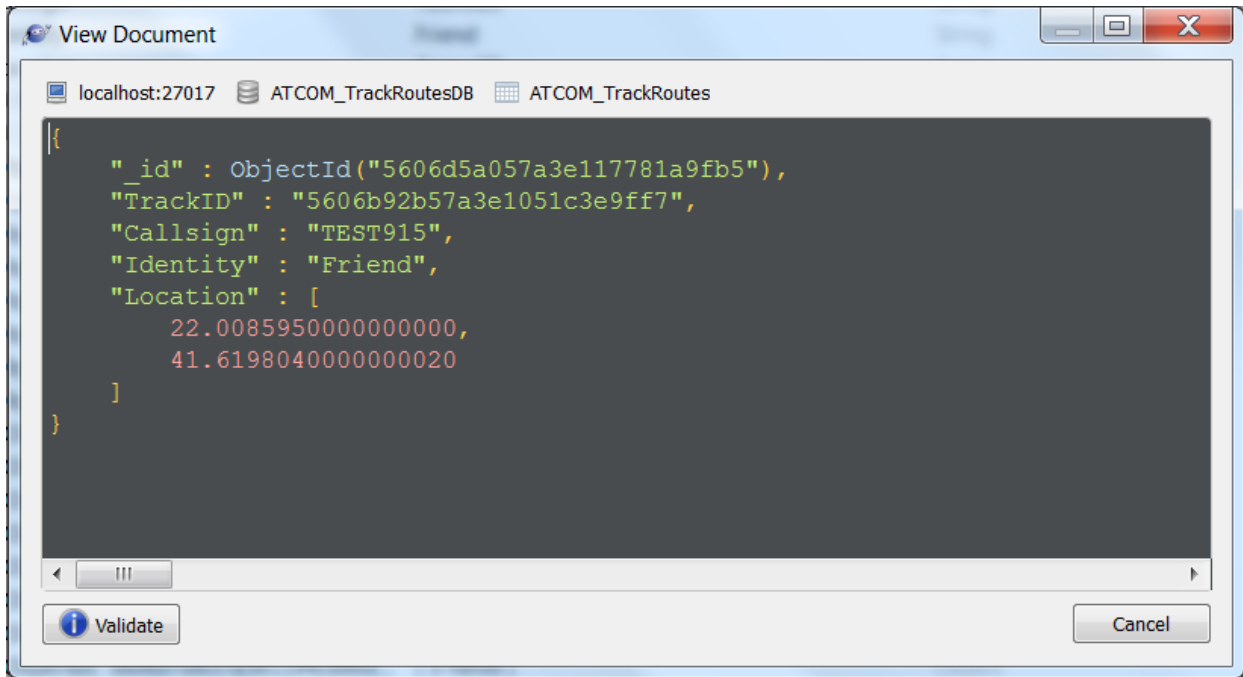 View Document
localhost:27017 ATCOM_TrackRoutesDB ATCOM_TrackRoutes
{
"_id" : ObjectId("5606d5a057a3e117781a9fb5"),
"TrackID" : "5606b92b57a3e1051c3e9ff7",
"Callsign" : "TEST915",
"Identity" : "Friend",
"Location" : [
22.0085950000000000,
41.6198040000000020
]
}
Validate Cancel